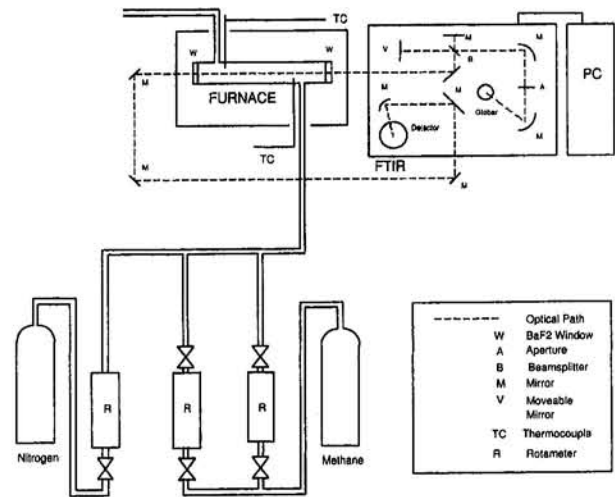 TC
M
V
M
B
W
W
M
M
FURNACE
M
M
A
PC
Globar
Detector
M
TC
FTIR
M
M
Optical Path
W BaF2 Window
A Aperture
B Beamsplitter
M Mirror
V Moveable
Mirror
TC Thermocouple
R Rotameter
R
R
R
Nitrogen
Methane